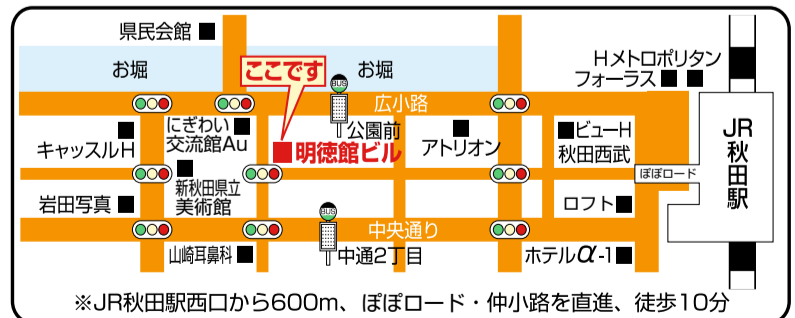 県民会館
お堀
ここです
お堀
BUS
Hメトロポリタン
フォーラス
広小路
公園前
キャッスルH
にぎわい
交流館Au
明徳館ビル
アトリオン
ビューH
秋田西武
JR
秋田駅
ぽぽロード
新秋田県立
美術館
岩田写真
BUS
中央通り
ロフト
山崎耳鼻科
中通2丁目
ホテルα-1
※JR秋田駅西口から600m、ぽぽロード・仲小路を直進、徒歩10分